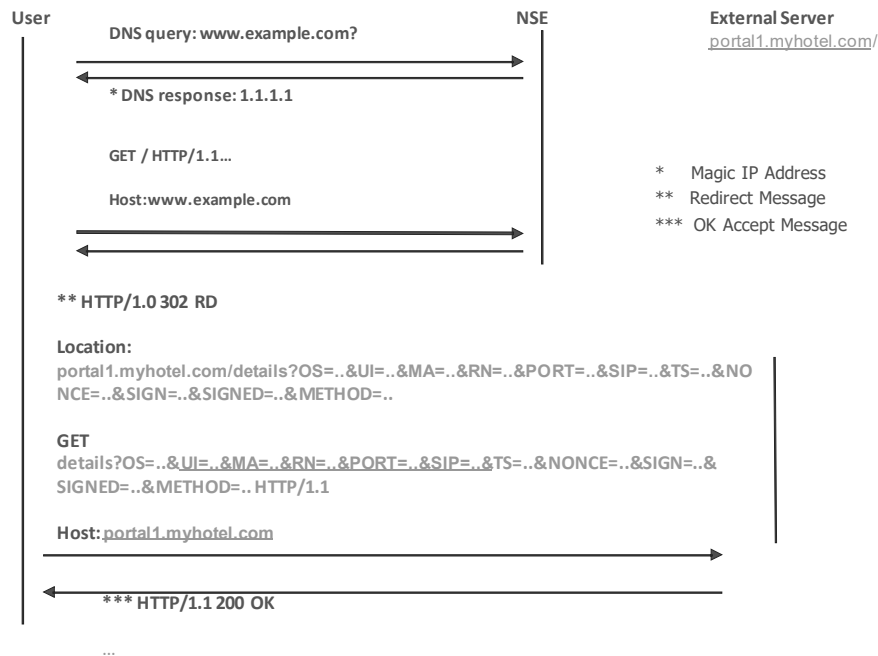 User
NSE
External Server
portal1.myhotel.com/
DNS query: www.example.com?
* DNS response: 1.1.1.1
GET / HTTP/1.1...
Host:www.example.com
* Magic IP Address
** Redirect Message
*** OK Accept Message
** HTTP/1.0 302 RD
Location:
portal1.myhotel.com/details?OS=..&UI=..&MA=..&RN=..&PORT=..&SIP=..&TS=..&NO
NCE=..&SIGN=..&SIGNED=..&METHOD=..
GET
details?OS=..&UI=..&MA=..&RN=..&PORT=..&SIP=..&TS=..&NONCE=..&SIGN=..&
SIGNED=..&METHOD=.. HTTP/1.1
Host: portal1.myhotel.com
*** HTTP/1.1 200 OK
...